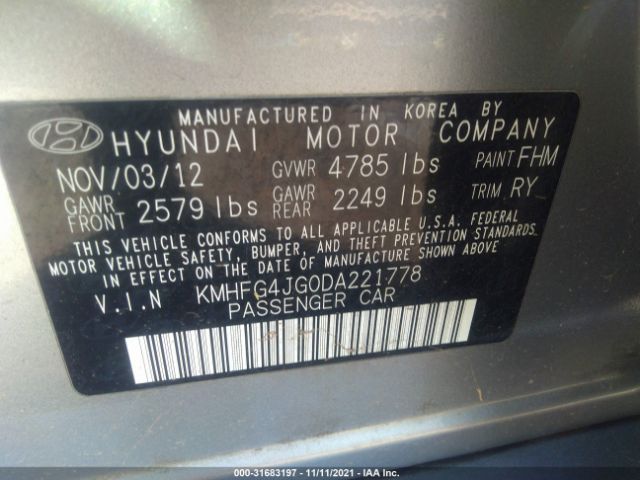 MANUFACTURED IN KOREA BY
HYUNDAI MOTOR COMPANY
NOV/03/12 GVWR 4785 lbs PAINT FHM
GAWR FRONT 2579 lbs GAWR REAR 2249 lbs TRIM RY
THIS VEHICLE CONFORMS TO ALL APPLICABLE U.S.A. FEDERAL
MOTOR VEHICLE SAFETY, BUMPER, AND THEFT PREVENTION STANDARDS
IN EFFECT ON THE DATE OF MANUFACTURE SHOWN ABOVE
V.I.N KMHFG4JG0DA221778
PASSENGER CAR
000-31683197 - 11/11/2021 - IAA Inc.